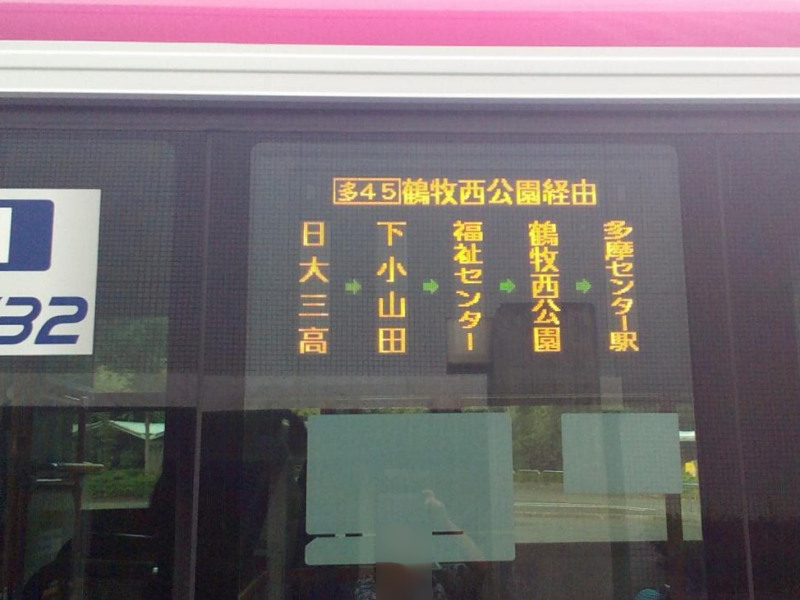 多45 鶴牧西公園経由
日大三高 → 下小山田 → 福祉センター → 鶴牧西公園 → 多摩センター駅
32